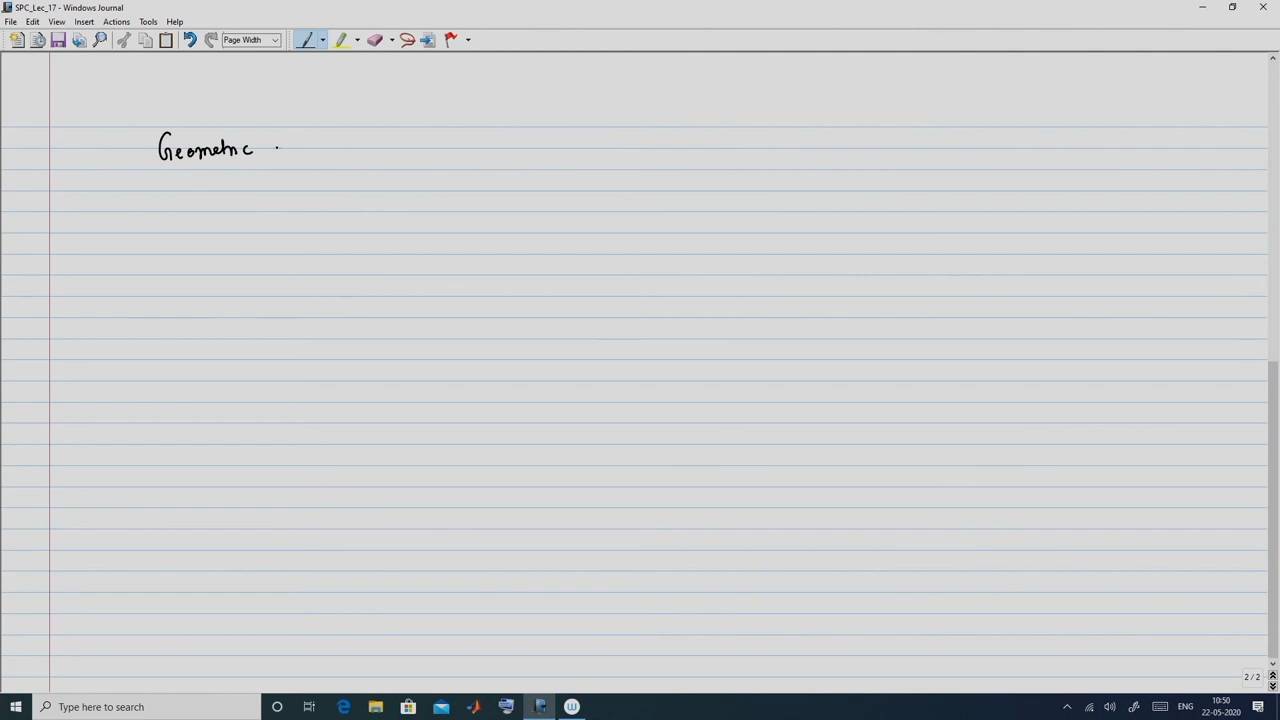 SPC_Lec_17 - Windows Journal
File Edit View Insert Actions Tools Help
Page Width
Geometric
2 / 2
Type here to search
ENG
10:50
22-05-2020